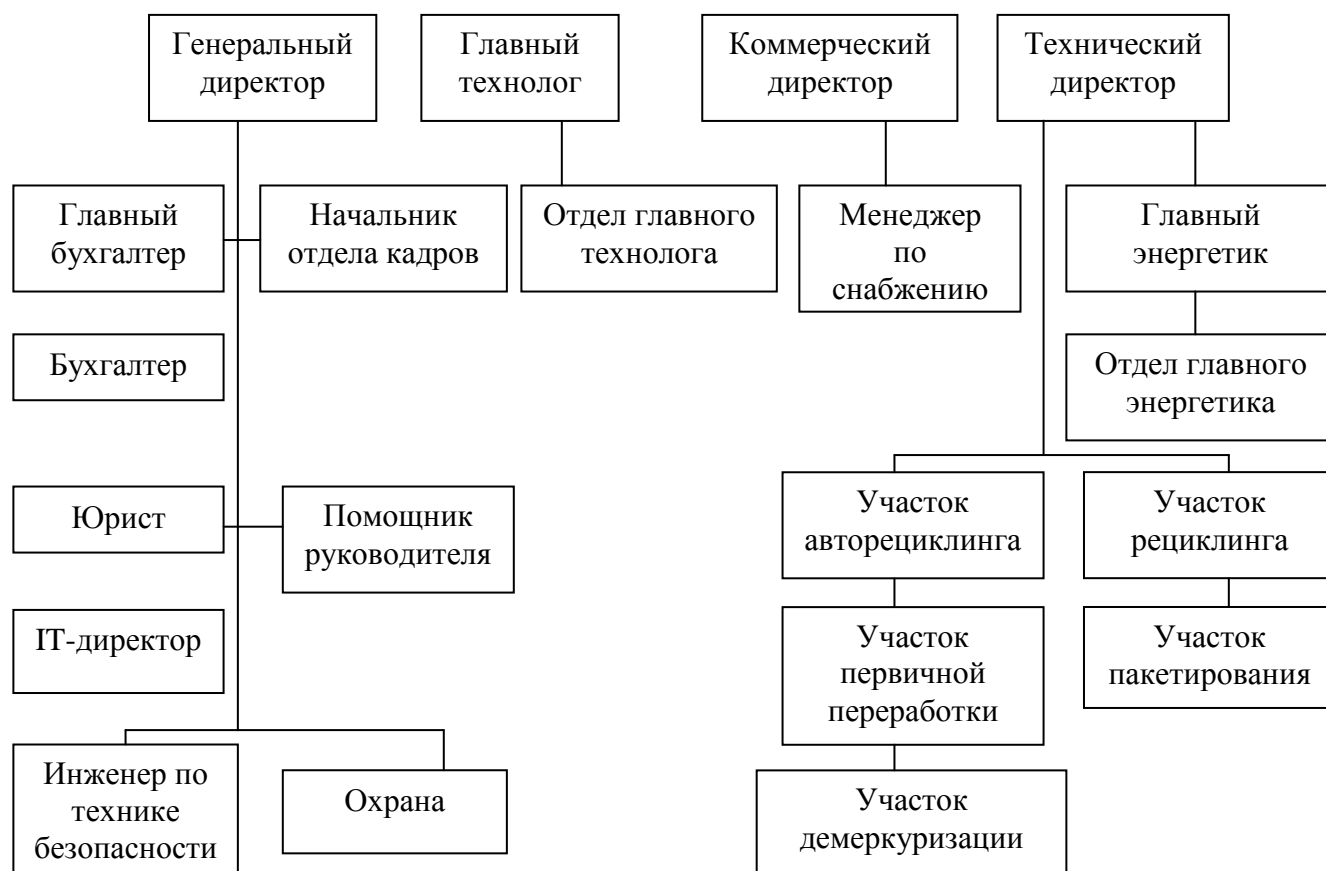 Генеральный
директор
Главный
технолог
Коммерческий
директор
Технический
директор
Главный
бухгалтер
Начальник
отдела кадров
Отдел главного
технолога
Менеджер
по
снабжению
Главный
энергетик
Бухгалтер
Отдел главного
энергетика
Юрист
Помощник
руководителя
Участок
авторециклинга
Участок
рециклинга
IT-директор
Участок
первичной
переработки
Участок
пакетирования
Инженер по
технике
безопасности
Охрана
Участок
демеркуризации